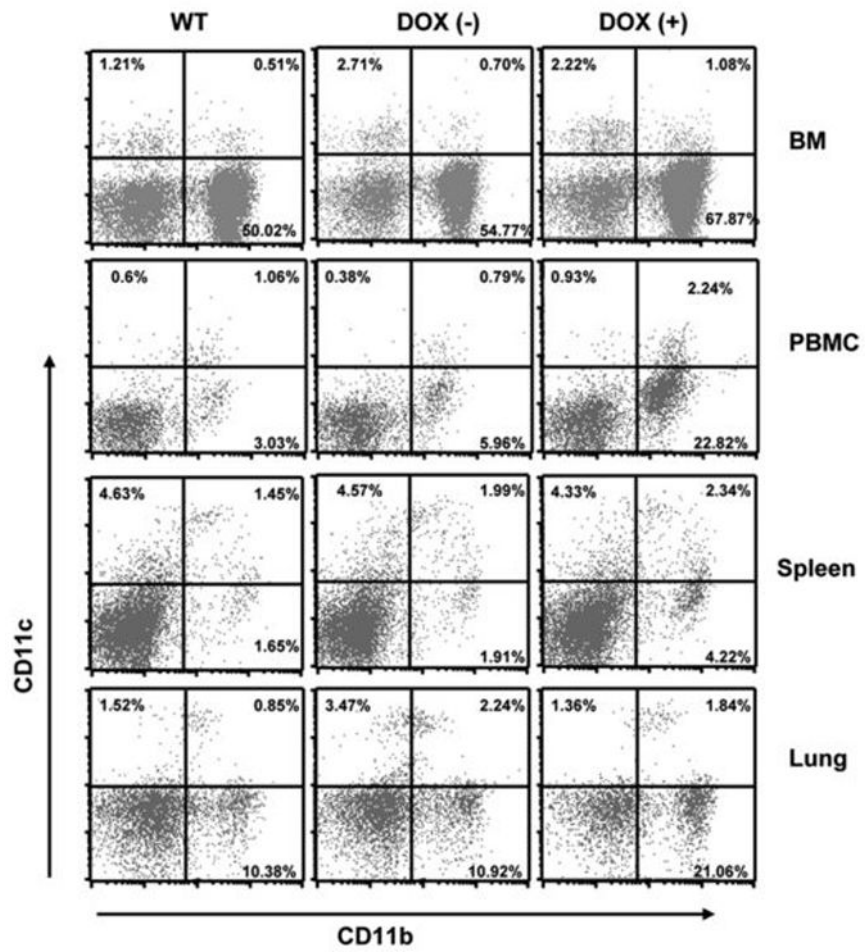 WT DOX (-) DOX (+)
1.21% 0.51% 2.71% 0.70% 2.22% 1.08%
BM
50.02% 54.77% 67.87%
0.6% 1.06% 0.38% 0.79% 0.93% 2.24%
PBMC
3.03% 5.96% 22.82%
4.63% 1.45% 4.57% 1.99% 4.33% 2.34%
Spleen
1.65% 1.91% 4.22%
1.52% 0.85% 3.47% 2.24% 1.36% 1.84%
Lung
10.38% 10.92% 21.06%
CD11c
CD11b